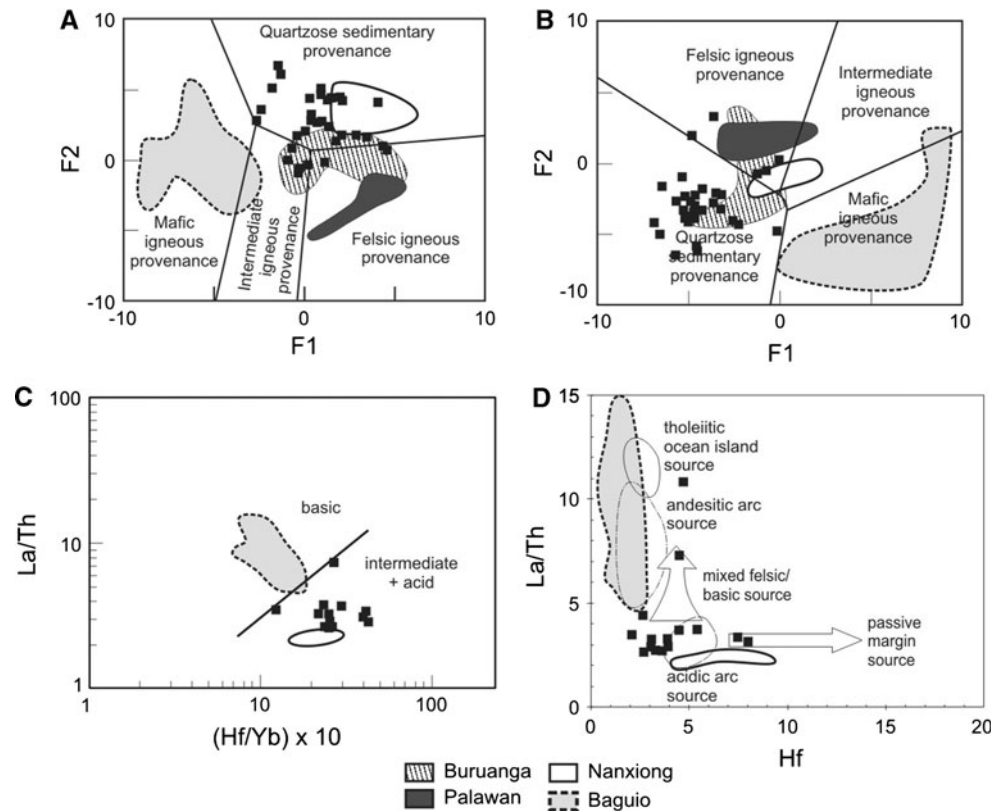 A
10
Quartzose sedimentary
provenance
F2
0
Mafic
igneous
provenance
Intermediate
igneous
provenance
Felsic igneous
provenance
-10
-10
0
10
F1
B
10
Felsic igneous
provenance
Intermediate
igneous
provenance
F2
0
Mafic
igneous
provenance
Quartzose
sedimentary
provenance
-10
-10
0
10
F1
C
100
basic
La/Th
10
intermediate
+ acid
1
1
10
100
(Hf/Yb) x 10
D
15
tholeiitic
ocean island
source
10
andesitic arc
source
La/Th
mixed felsic/
basic source
5
passive
margin
source
acidic arc
source
0
0
5
10
15
20
Hf
Buruanga
Nanxiong
Palawan
Baguio